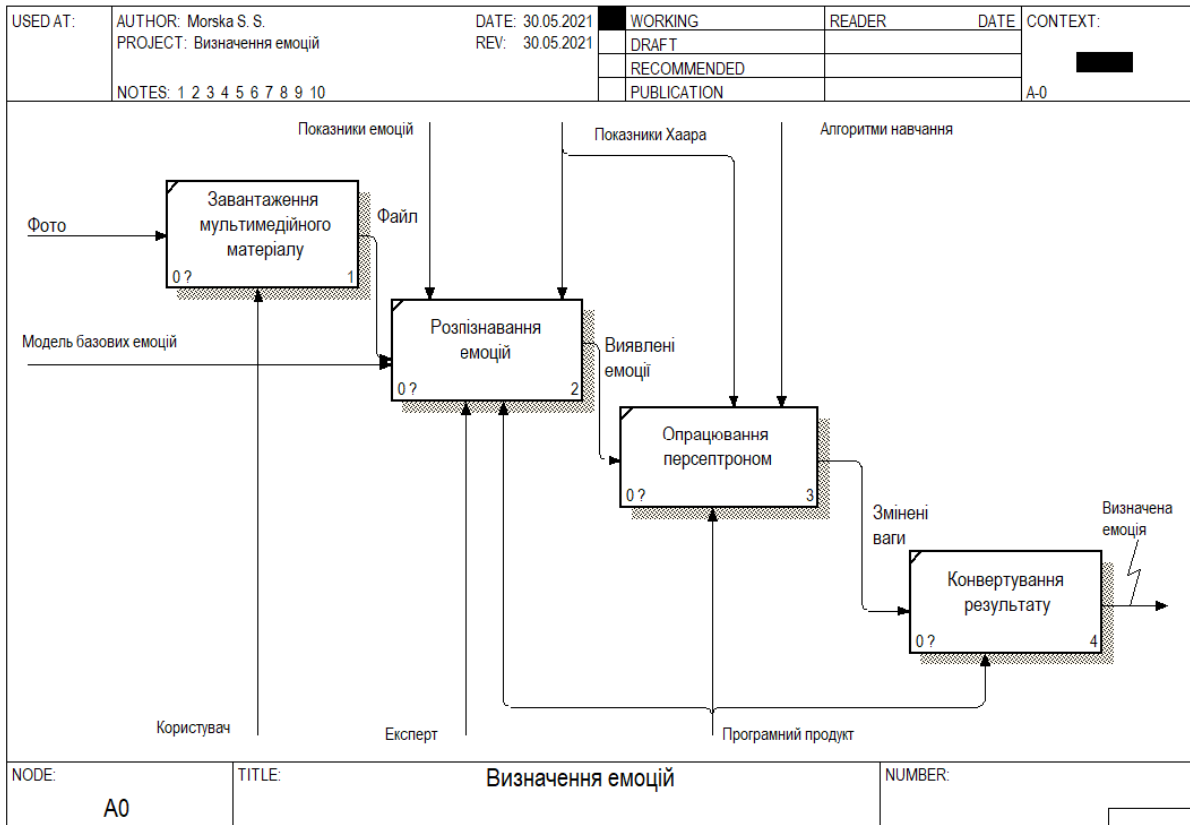 USED AT:
AUTHOR: Morska S. S.
DATE: 30.05.2021
PROJECT: Визначення емоцій
REV: 30.05.2021
NOTES: 1 2 3 4 5 6 7 8 9 10
WORKING
DRAFT
RECOMMENDED
PUBLICATION
READER
DATE
CONTEXT:
A-0
Показники емоцій
Показники Хаара
Алгоритми навчання
Фото
Завантаження
мультимедійного
матеріалу
0 ?
1
Файл
Модель базових емоцій
Розпізнавання
емоцій
0 ?
2
Виявлені
емоції
Опрацювання
персептроном
0 ?
3
Змінені
ваги
Визначена
емоція
Конвертування
результату
0 ?
4
Користувач
Експерт
Програмний продукт
NODE:
A0
TITLE:
Визначення емоцій
NUMBER: